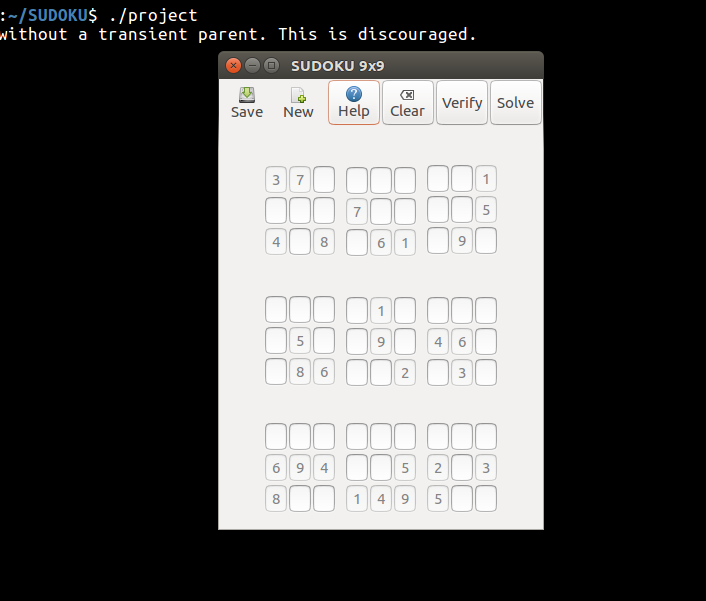 :~/SUDOKU$ ./project
without a transient parent. This is discouraged.
SUDOKU 9x9
Save New Help Clear Verify Solve
3 7 1
7 5
4 8 6 1 9
1
5 9 4 6
8 6 2 3
6 9 4 5 2 3
8 1 4 9 5